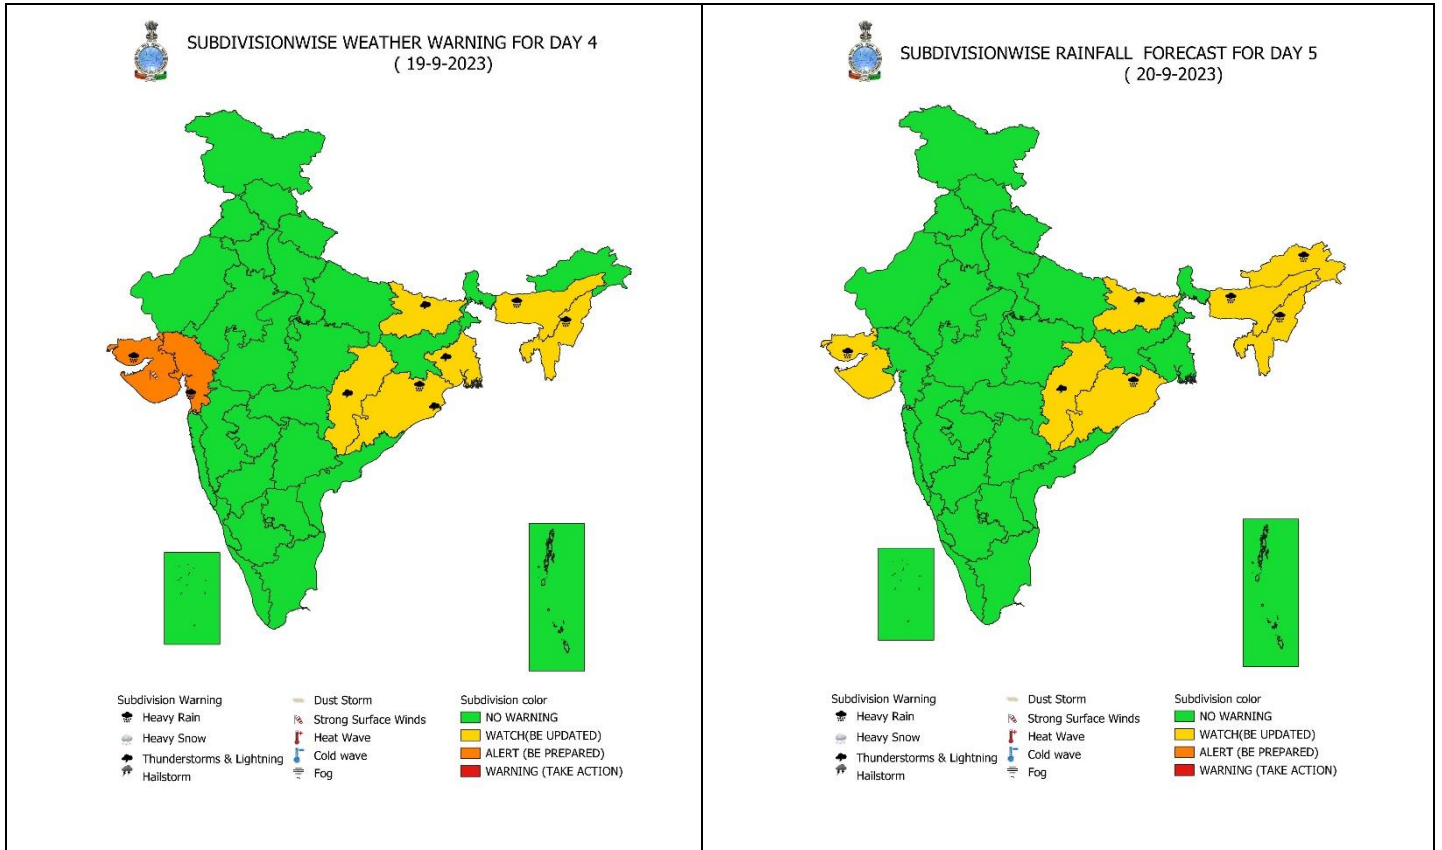 SUBDIVISIONWISE WEATHER WARNING FOR DAY 4
( 19-9-2023)
Subdivision Warning
Heavy Rain
Heavy Snow
Thunderstorms & Lightning
Hailstorm
Dust Storm
Strong Surface Winds
Heat Wave
Cold wave
Fog
Subdivision color
NO WARNING
WATCH(BE UPDATED)
ALERT (BE PREPARED)
WARNING (TAKE ACTION)
SUBDIVISIONWISE RAINFALL FORECAST FOR DAY 5
( 20-9-2023)
Subdivision Warning
Heavy Rain
Heavy Snow
Thunderstorms & Lightning
Hailstorm
Dust Storm
Strong Surface Winds
Heat Wave
Cold wave
Fog
Subdivision color
NO WARNING
WATCH(BE UPDATED)
ALERT (BE PREPARED)
WARNING (TAKE ACTION)